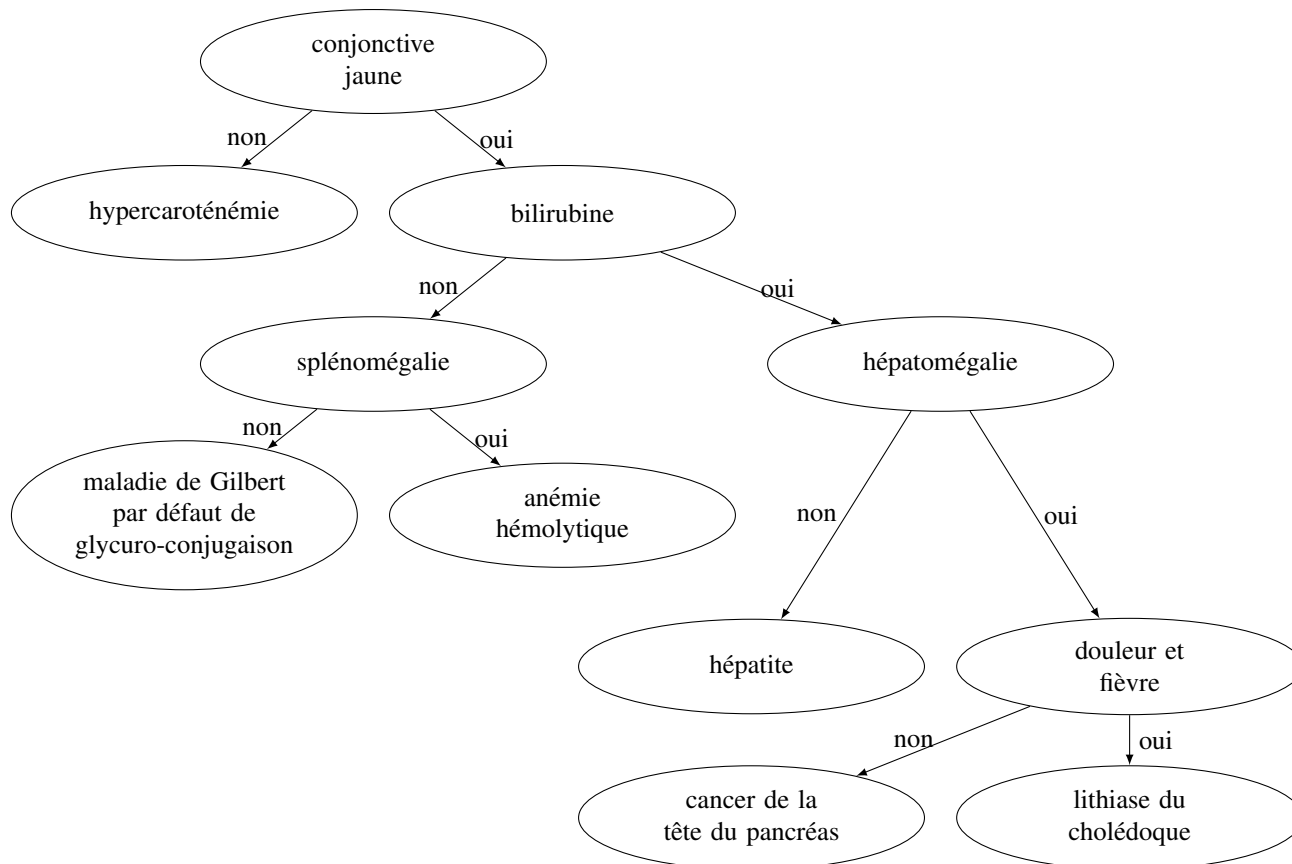 conjonctive
jaune
non
oui
hypercaroténémie
bilirubine
non
oui
splénomégalie
hépatomégalie
non
oui
maladie de Gilbert
par défaut de
glycuro-conjugaison
anémie
hémolytique
non
oui
hépatite
douleur et
fièvre
non
oui
cancer de la
tête du pancréas
lithiase du
cholédoque